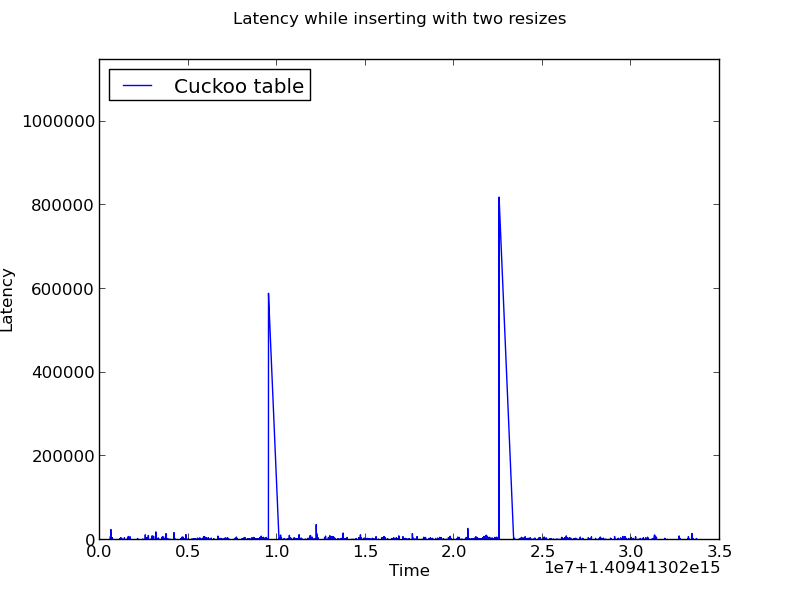 Latency while inserting with two resizes
Cuckoo table
1000000
800000
600000
400000
200000
0
Latency
0.0 0.5 1.0 1.5 2.0 2.5 3.0 3.5
Time
1e7+1.40941302e15